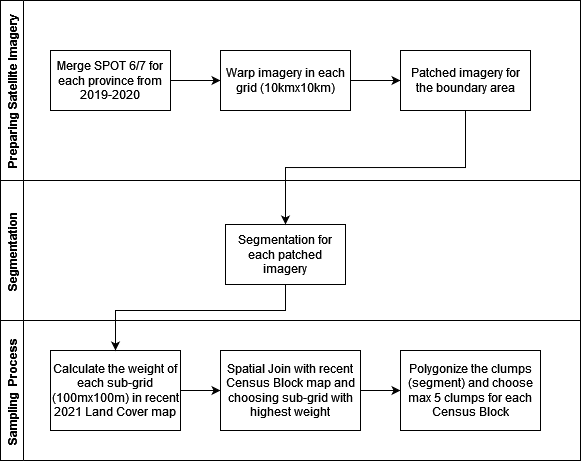 Preparing Satellite Imagery
Merge SPOT 6/7 for
each province from
2019-2020
Warp imagery in each
grid (10kmx10km)
Patched imagery for
the boundary area
Segmentation
Segmentation for
each patched
imagery
Sampling Process
Calculate the weight of
each sub-grid
(100mx100m) in recent
2021 Land Cover map
Spatial Join with recent
Census Block map and
choosing sub-grid with
highest weight
Polygonize the clumps
(segment) and choose
max 5 clumps for each
Census Block